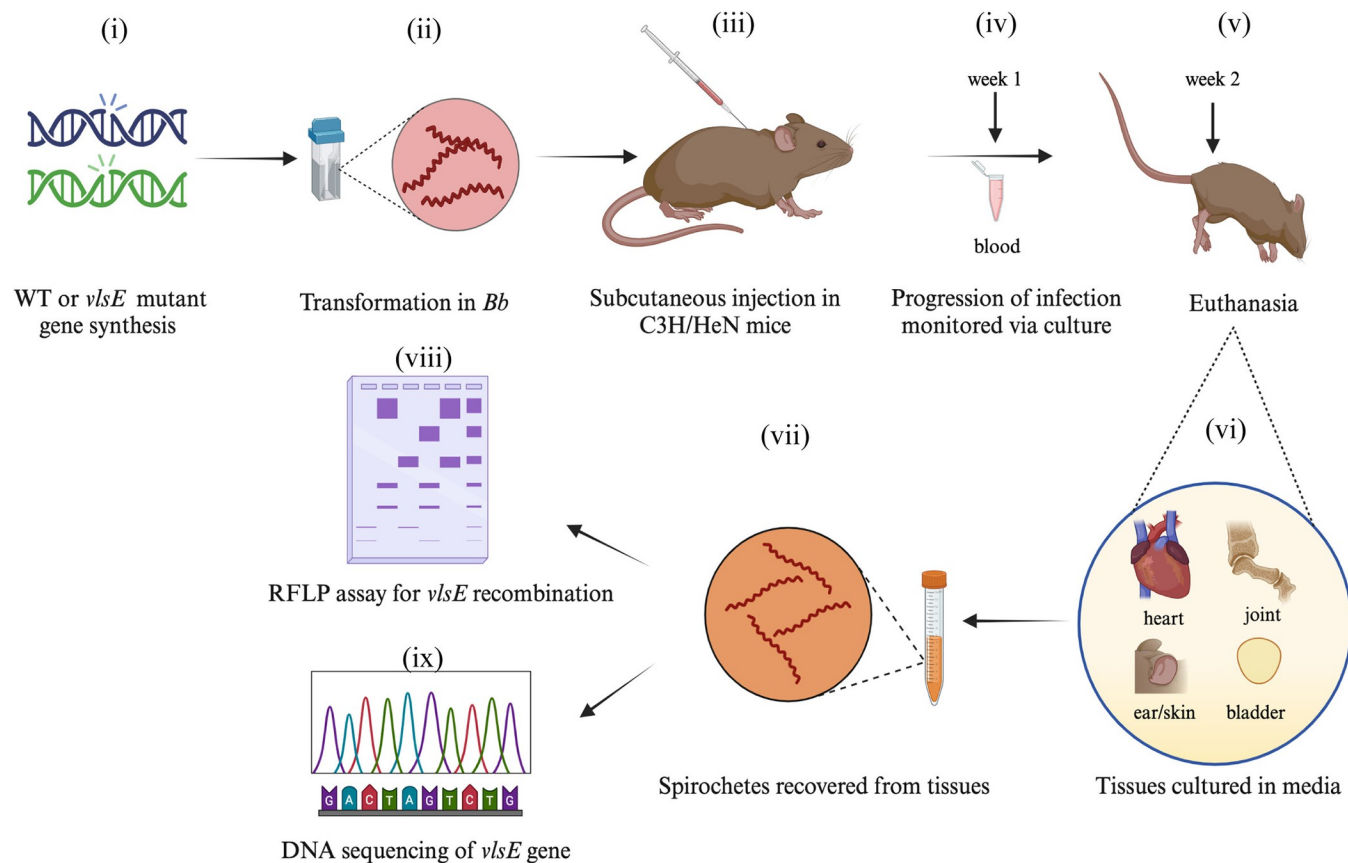 (i)
WT or vlsE mutant
gene synthesis
(ii)
Transformation in Bb
(iii)
Subcutaneous injection in
C3H/HeN mice
(iv)
week 1
blood
Progression of infection
monitored via culture
(v)
week 2
Euthanasia
(vi)
heart
joint
ear/skin
bladder
Tissues cultured in media
(vii)
Spirochetes recovered from tissues
(viii)
RFLP assay for vlsE recombination
(ix)
G A C T A G T C T G
DNA sequencing of vlsE gene